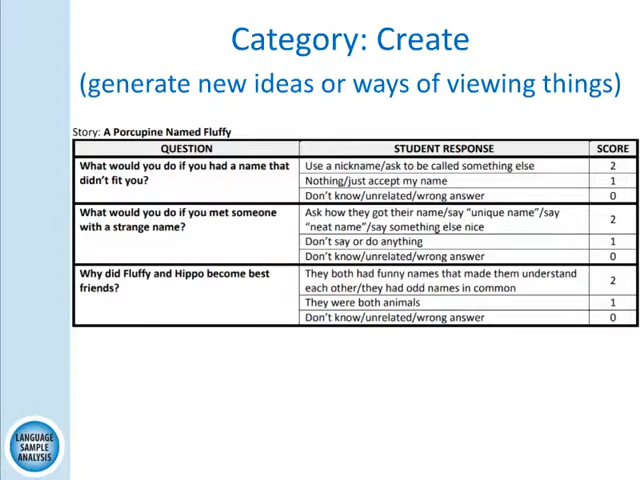 Category: Create
(generate new ideas or ways of viewing things)
Story: A Porcupine Named Fluffy
QUESTION STUDENT RESPONSE SCORE
What would you do if you had a name that Use a nickname/ask to be called something else 2
didn't fit you? Nothing/just accept my name 1
Don't know/unrelated/wrong answer 0
What would you do if you met someone Ask how they got their name/say "unique name"/say 2
with a strange name? "neat name"/say something else nice
Don't say or do anything 1
Don't know/unrelated/wrong answer 0
Why did Fluffy and Hippo become best They both had funny names that made them understand 2
friends? each other/they had odd names in common
They were both animals 1
Don't know/unrelated/wrong answer 0
LANGUAGE
SAMPLE
ANALYSIS